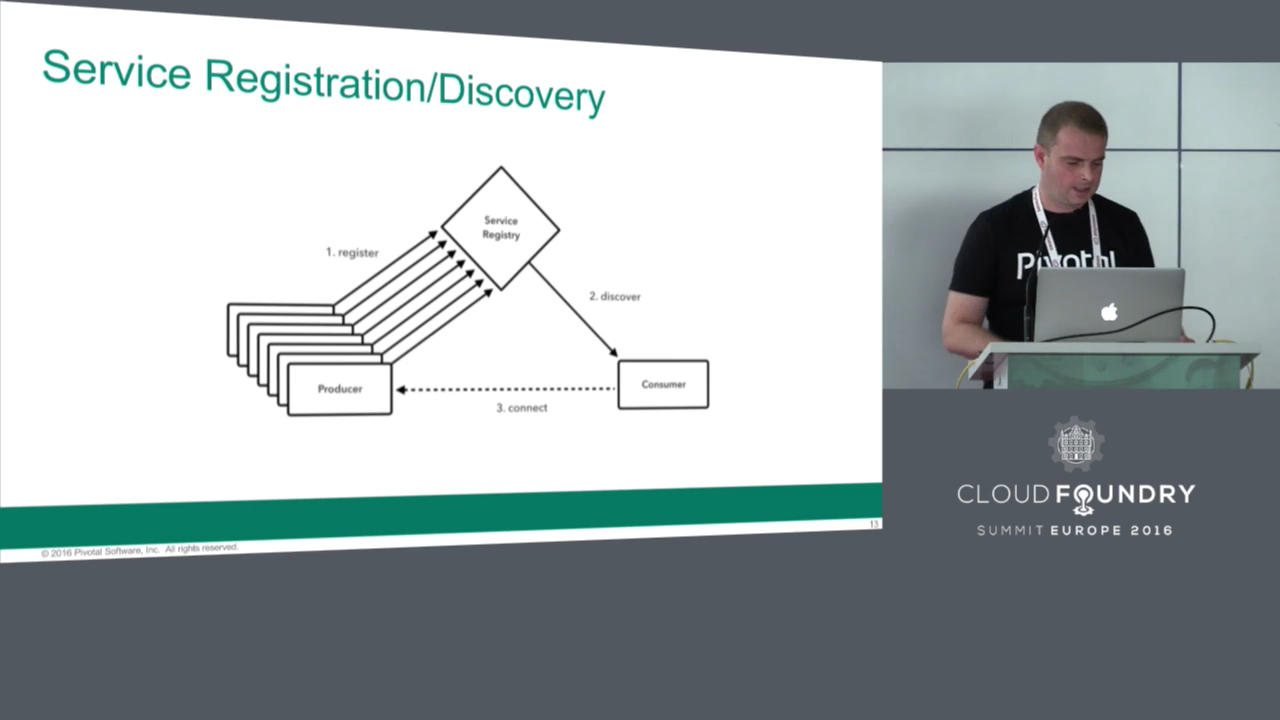 Service Registration/Discovery
Service
Registry
1. register
2. discover
Producer
Consumer
3. connect
13
© 2016 Pivotal Software, Inc. All rights reserved.
Pivotal
CLOUD FOUNDRY
SUMMIT EUROPE 2016